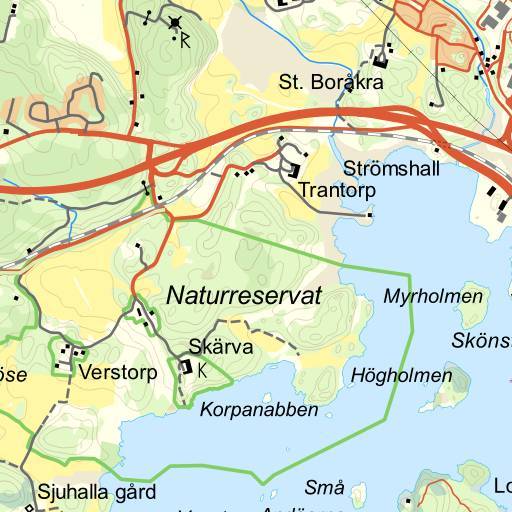 R
St. Boråkra
Strömshall
Trantorp
Naturreservat
Myrholmen
Skärva
K
Verstorp
Högholmen
Korpanabben
Sjuhalla gård
Små